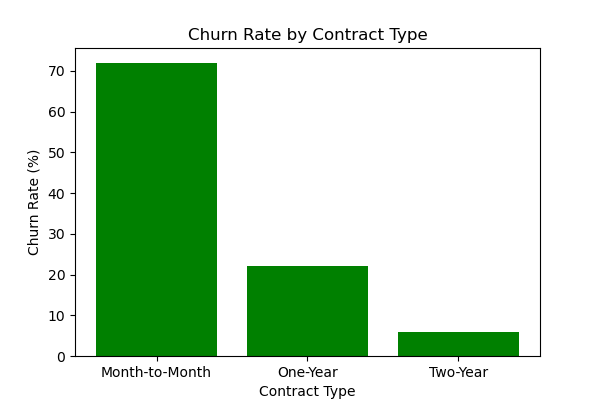 Churn Rate by Contract Type
Churn Rate (%)
70
60
50
40
30
20
10
0
Month-to-Month
One-Year
Two-Year
Contract Type